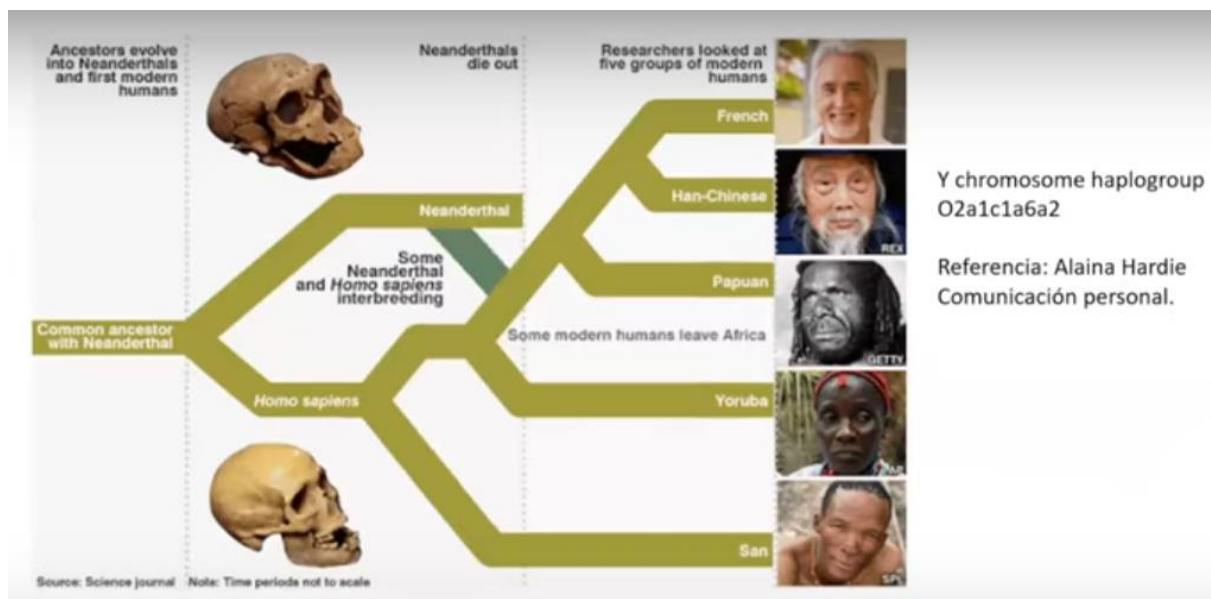 Ancestors evolve
into Neanderthals
and first modern
humans
Neanderthals
die out
Researchers looked at
five groups of modern
humans
French
Han-Chinese
REX
Neanderthal
Some
Neanderthal
and Homo sapiens
interbreeding
Papuan
GETTY
Common ancestor
with Neanderthal
Some modern humans leave Africa
Homo sapiens
Yoruba
San
SPL
Source: Science journal
Note: Time periods not to scale
Y chromosome haplogroup
O2a1c1a6a2
Referencia: Alaina Hardie
Comunicación personal.